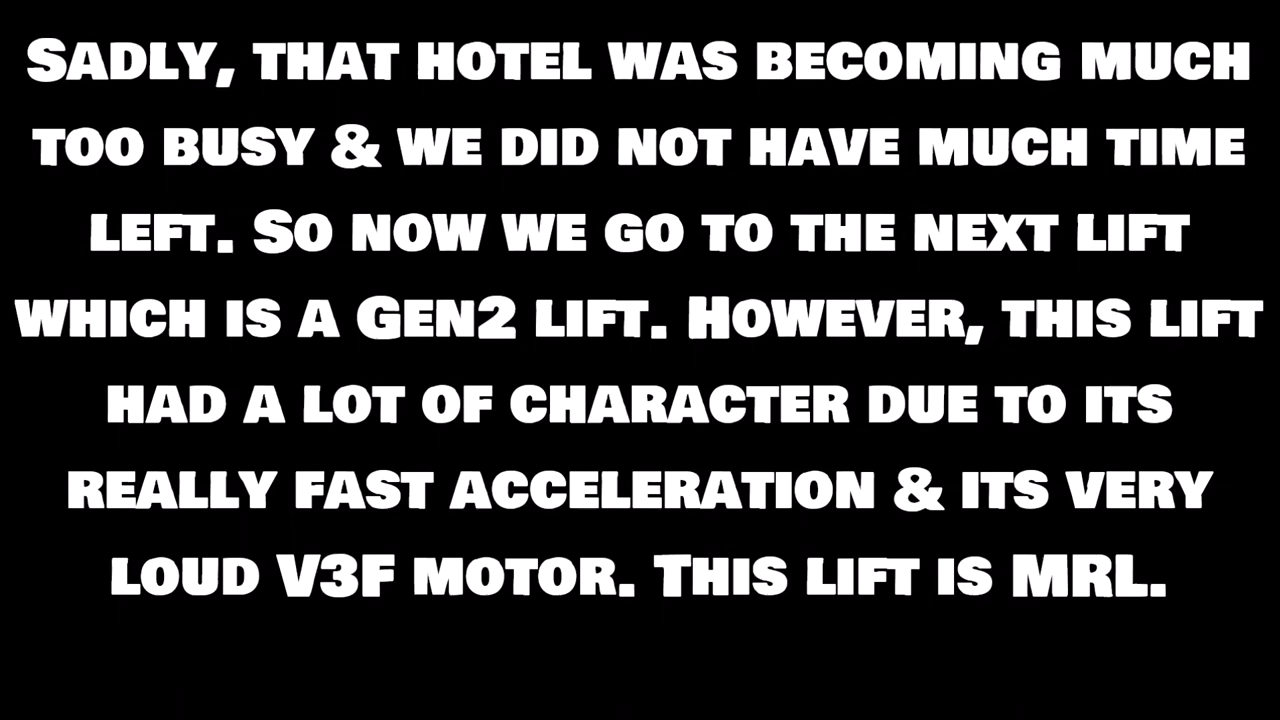 Sadly, that hotel was becoming much
too busy & we did not have much time
left. So now we go to the next lift
which is a Gen2 lift. However, this lift
had a lot of character due to its
really fast acceleration & its very
loud V3F motor. This lift is MRL.